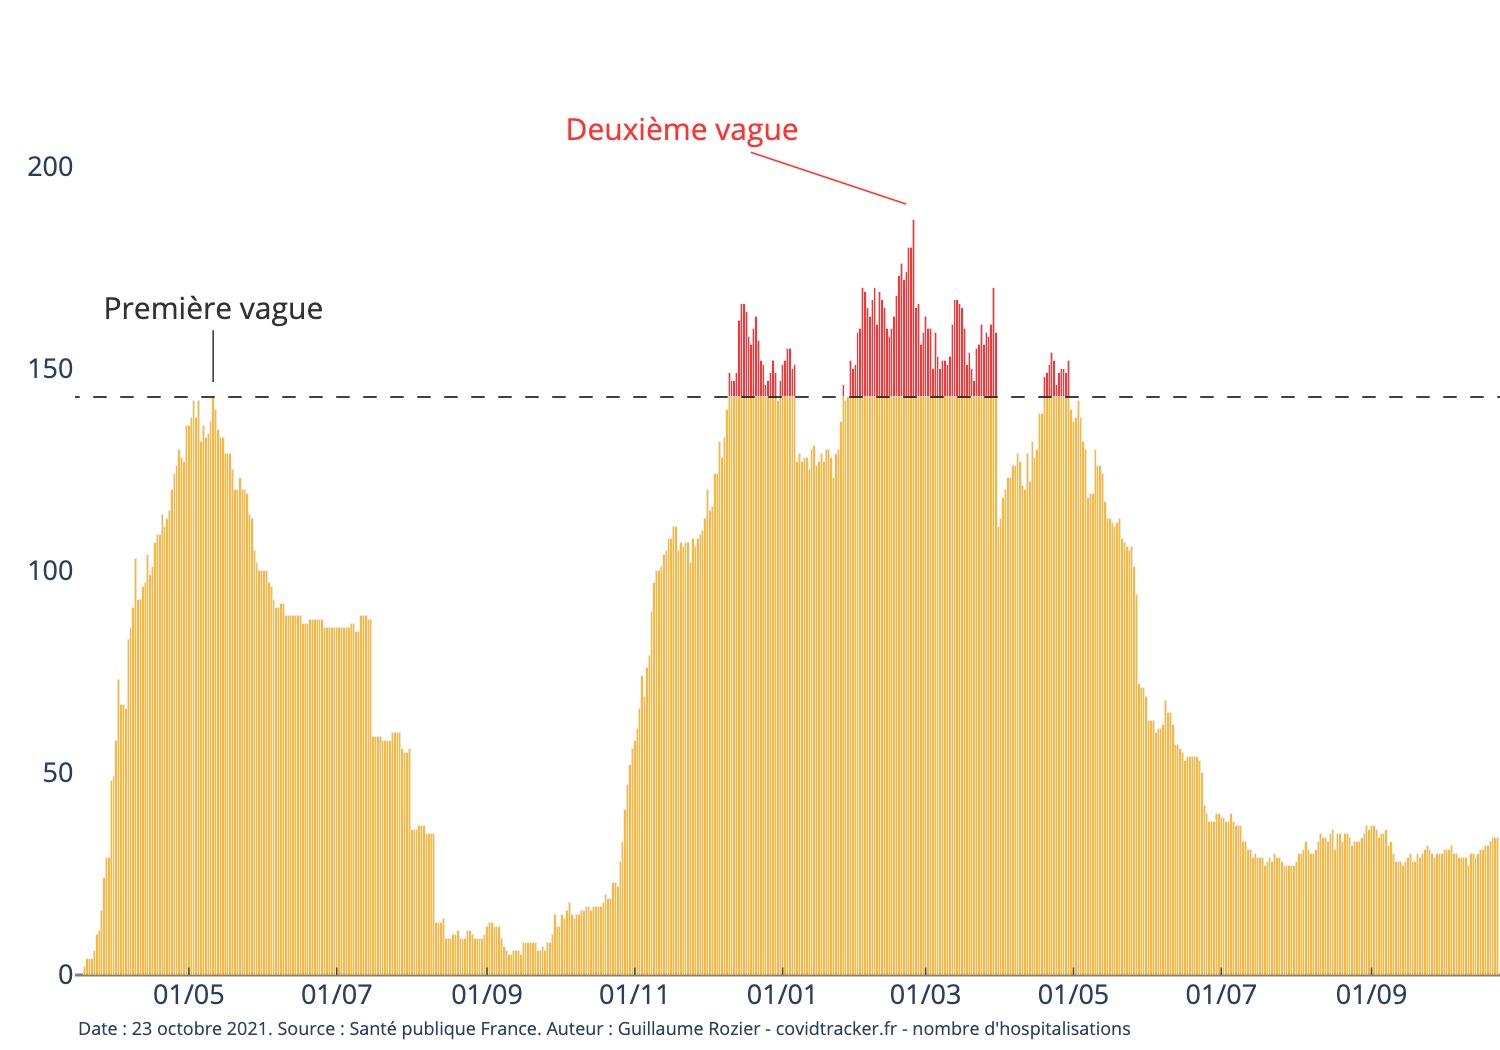 Deuxième vague
200
Première vague
150
100
50
0
01/05 01/07 01/09 01/11 01/01 01/03 01/05 01/07 01/09
Date : 23 octobre 2021. Source : Santé publique France. Auteur : Guillaume Rozier - covidtracker.fr - nombre d'hospitalisations